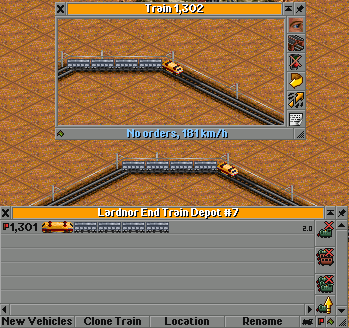 Train 1,302
No orders, 181 km/h
Lardnor End Train Depot #7
1,301
2.0
New Vehicles Clone Train Location Rename